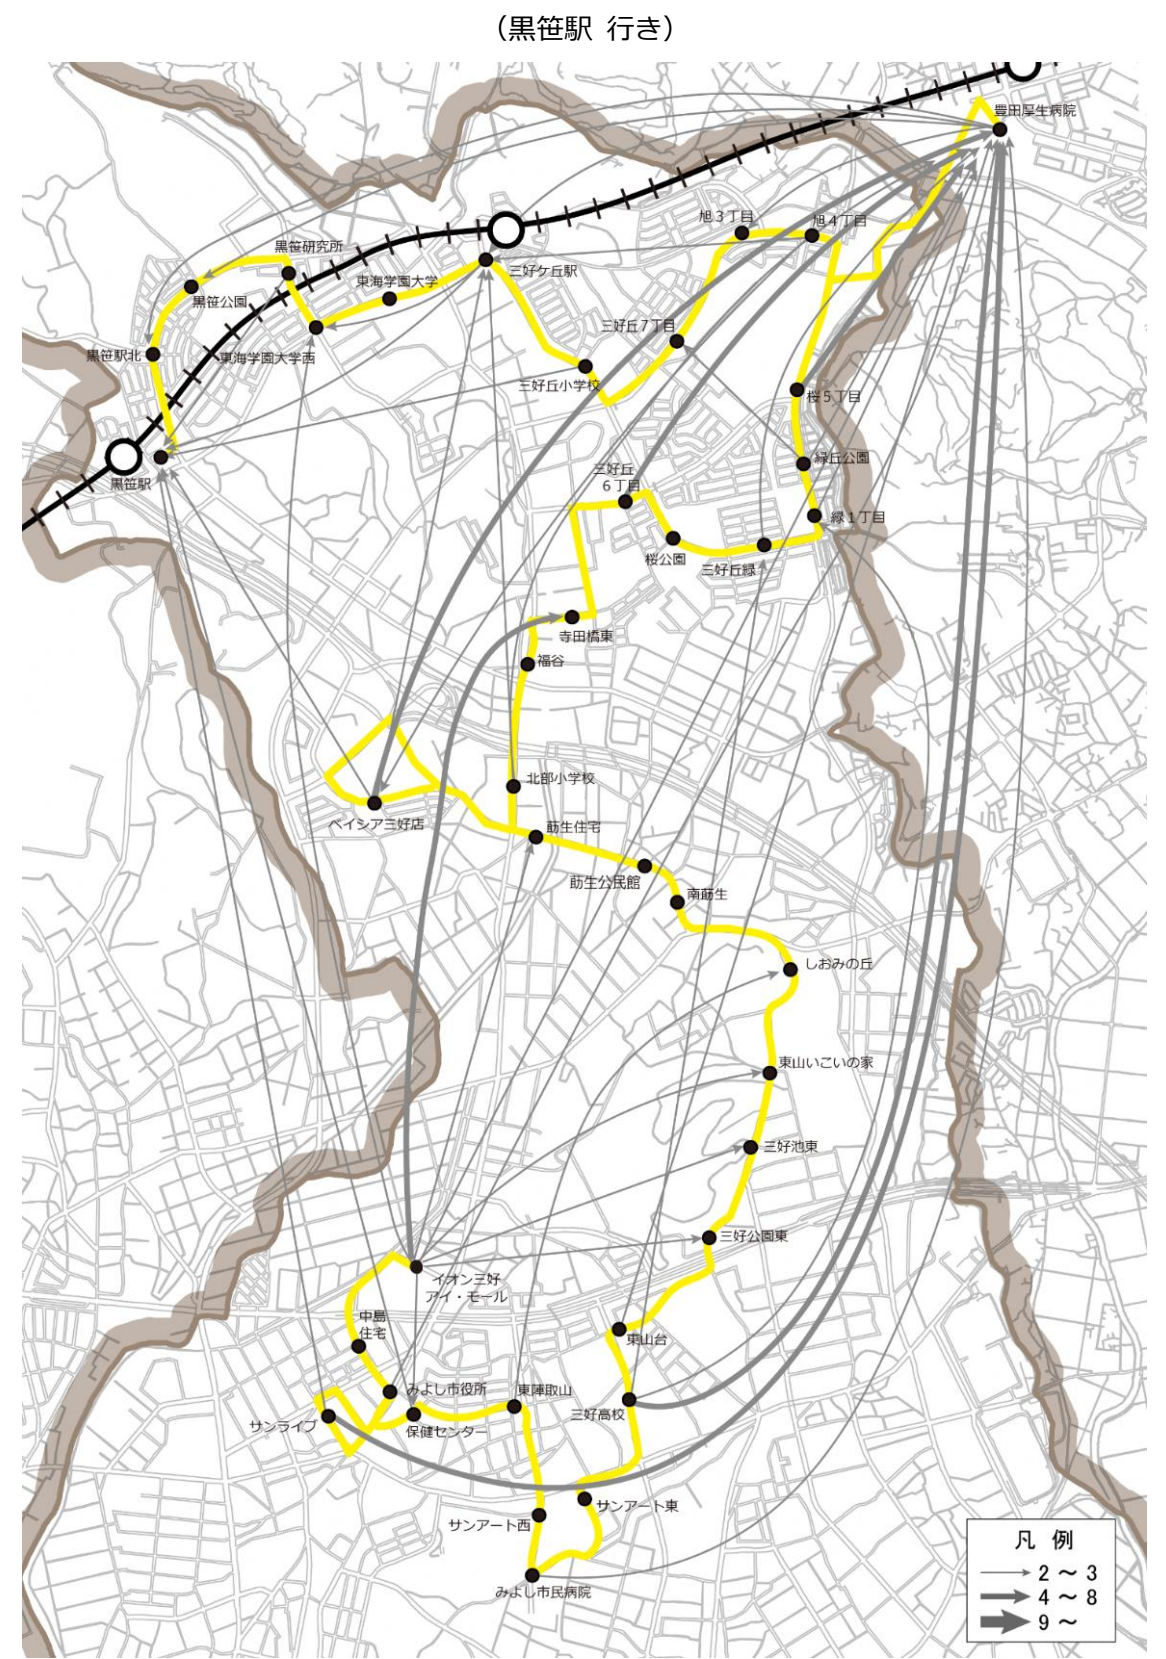 （黒笹駅 行き）
豊田厚生病院
旭３丁目
旭４丁目
黒笹研究所
三好ケ丘駅
東海学園大学
黒笹公園
三好丘７丁目
黒笹駅北
東海学園大学西
三好丘小学校
桜５丁目
緑丘公園
三好丘
６丁目
黒笹駅
緑１丁目
桜公園
三好丘緑
寺田橋東
福谷
北部小学校
ベイシア三好店
莇生住宅
莇生公民館
南莇生
しおみの丘
東山いこいの家
三好池東
三好公園東
イオン三好
アイ・モール
中島
住宅
東山台
みよし市役所
東陣取山
三好高校
サンライブ
保健センター
サンアート東
サンアート西
みよし市民病院
凡 例
２～３
４～８
９～